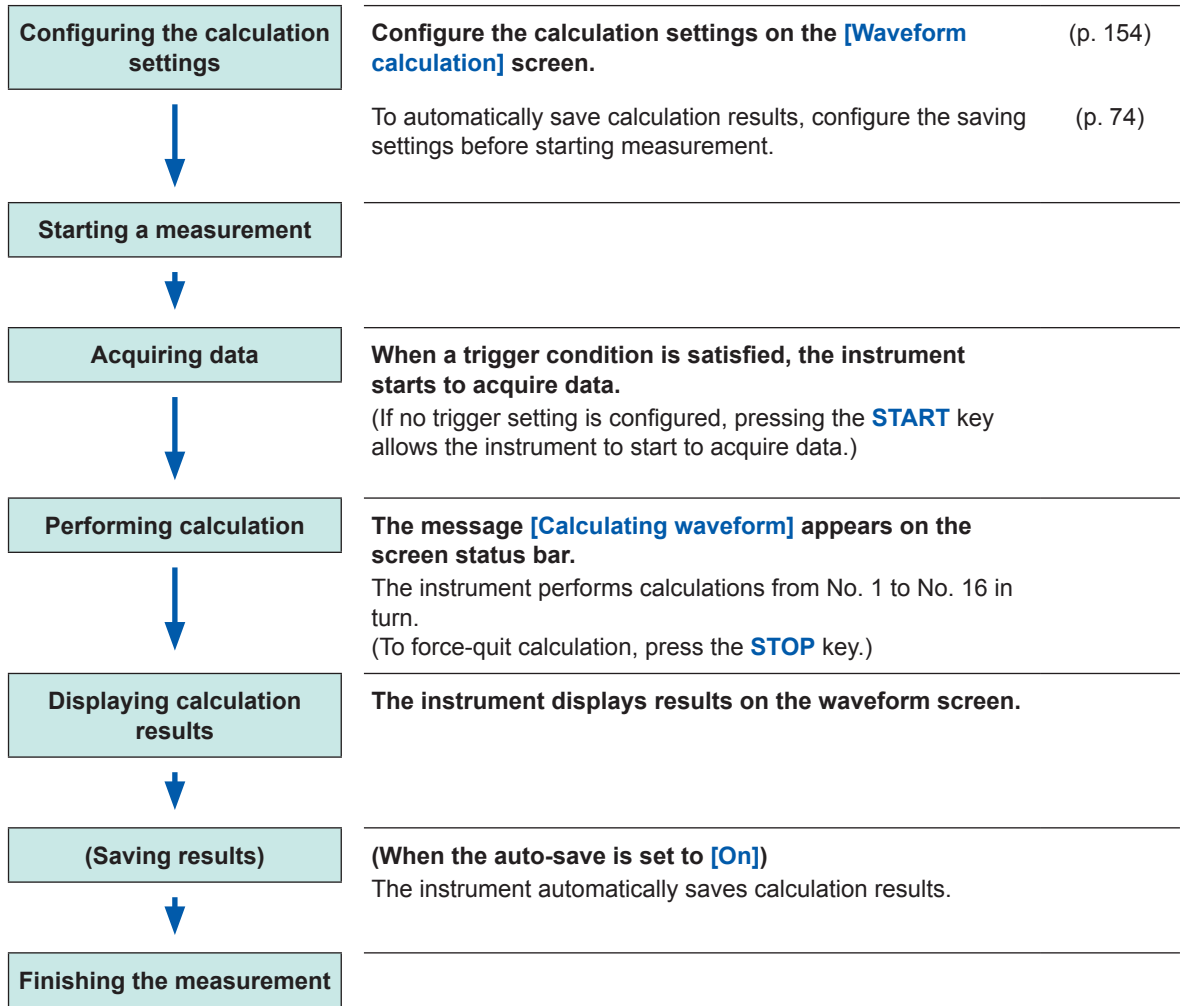 Configuring the calculation
settings
Configure the calculation settings on the [Waveform
calculation] screen.
(p. 154)
To automatically save calculation results, configure the saving
settings before starting measurement.
(p. 74)
Starting a measurement
Acquiring data
When a trigger condition is satisfied, the instrument
starts to acquire data.
(If no trigger setting is configured, pressing the START key
allows the instrument to start to acquire data.)
Performing calculation
The message [Calculating waveform] appears on the
screen status bar.
The instrument performs calculations from No. 1 to No. 16 in
turn.
(To force-quit calculation, press the STOP key.)
Displaying calculation
results
The instrument displays results on the waveform screen.
(Saving results)
(When the auto-save is set to [On])
The instrument automatically saves calculation results.
Finishing the measurement